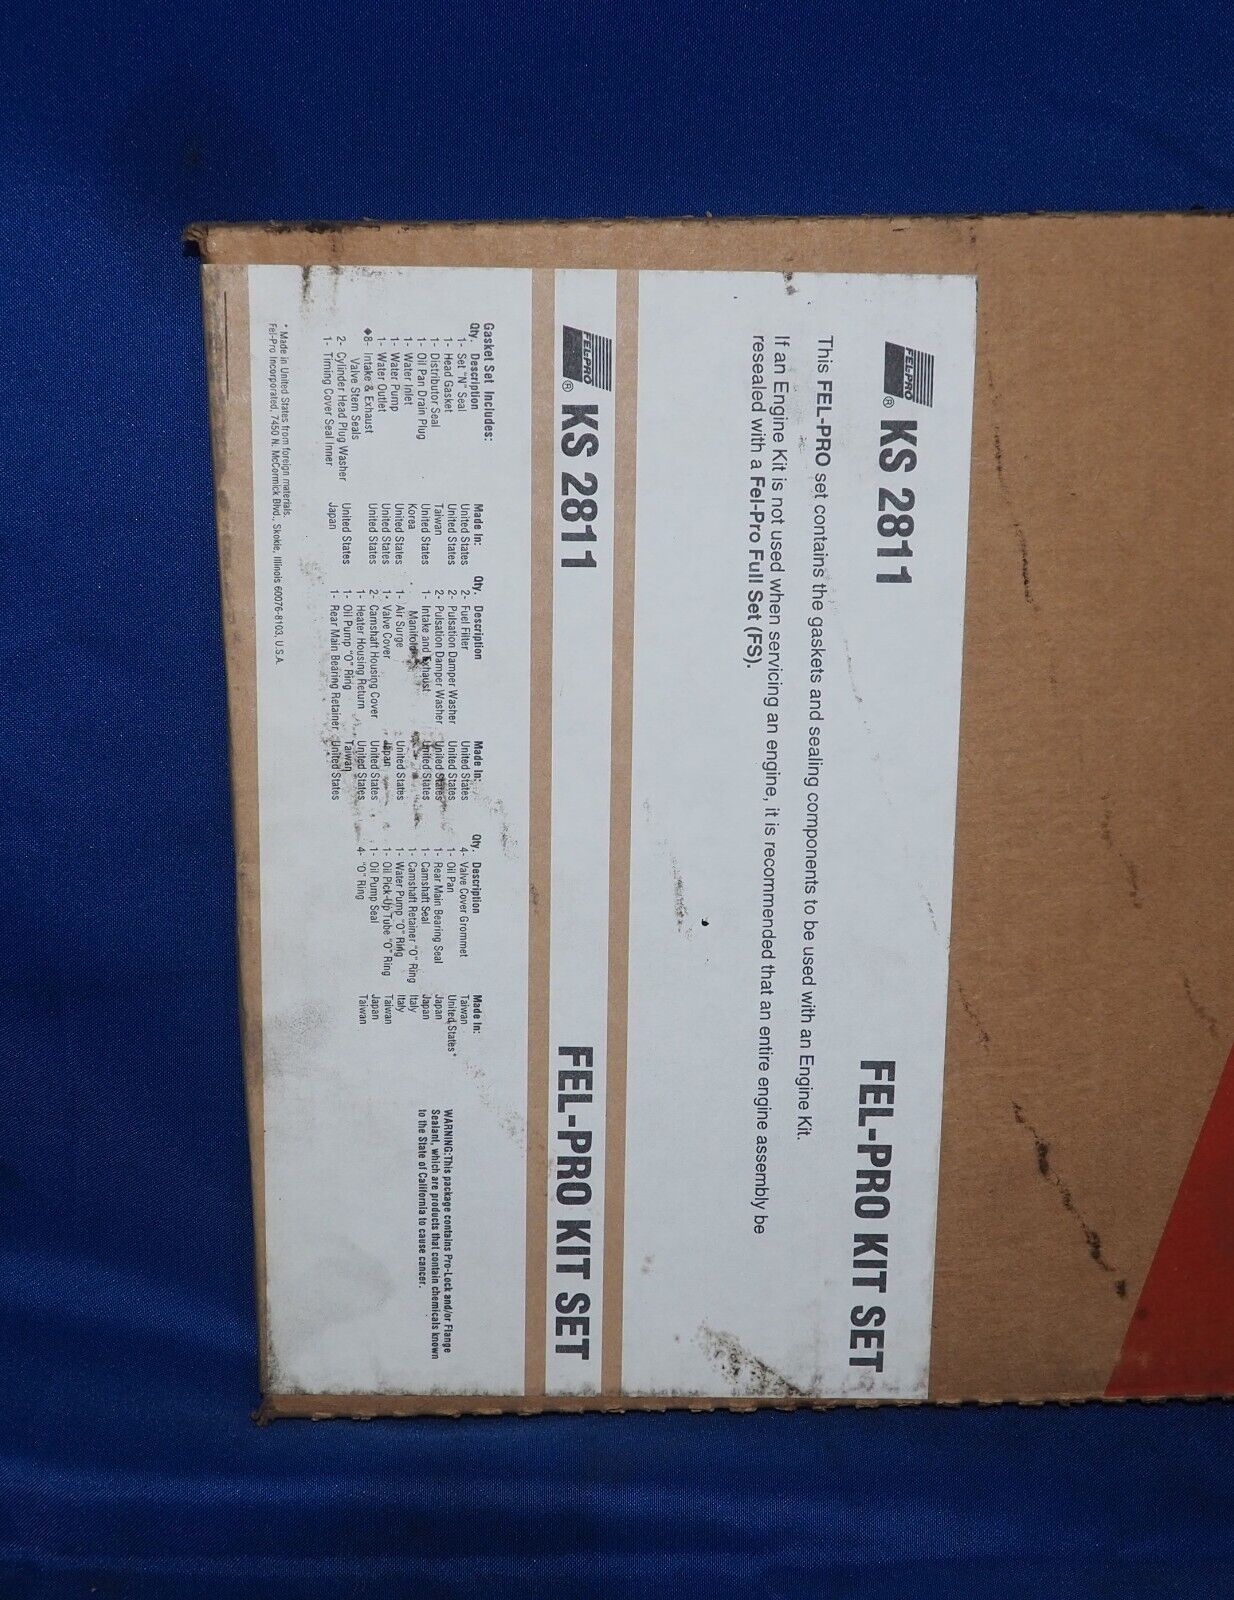 FEL-PRO ® KS 2811 FEL-PRO KIT SET
This FEL-PRO set contains the gaskets and sealing components to be used with an Engine Kit.
If an Engine Kit is not used when servicing an engine, it is recommended that an entire engine assembly be
resealed with a Fel-Pro Full Set (FS).
FEL-PRO ® KS 2811 FEL-PRO KIT SET
Gasket Set Includes:
Qty. Description Made In:
1- Set "N" Seal United States
1- Head Gasket United States
1- Distributor Seal Taiwan
1- Oil Pan Drain Plug United States
1- Water Inlet Korea
1- Water Pump United States
1- Water Outlet United States
◆8- Intake & Exhaust United States
Valve Stem Seals
2- Cylinder Head Plug Washer United States
1- Timing Cover Seal Inner Japan
Qty. Description Made In:
2- Fuel Filter United States
2- Pulsation Damper Washer United States
2- Pulsation Damper Washer United States
1- Intake and Exhaust United States
Manifold
1- Air Surge United States
1- Valve Cover Japan
2- Camshaft Housing Cover United States
1- Heater Housing Return United States
1- Oil Pump "O" Ring Taiwan
1- Rear Main Bearing Retainer United States
Qty. Description Made In:
4- Valve Cover Grommet Taiwan
1- Oil Pan United States*
1- Rear Main Bearing Seal Japan
1- Camshaft Seal Japan
1- Camshaft Retainer "O" Ring Italy
1- Water Pump "O" Ring Italy
1- Oil Pick-Up Tube "O" Ring Taiwan
1- Oil Pump Seal Japan
4- "O" Ring Taiwan
WARNING: This package contains Pro-Lock and/or Flange
Sealant, which are products that contain chemicals known
to the State of California to cause cancer.
* Made in United States from foreign materials.
Fel-Pro Incorporated, 7450 N. McCormick Blvd., Skokie, Illinois 60076-8103, U.S.A.